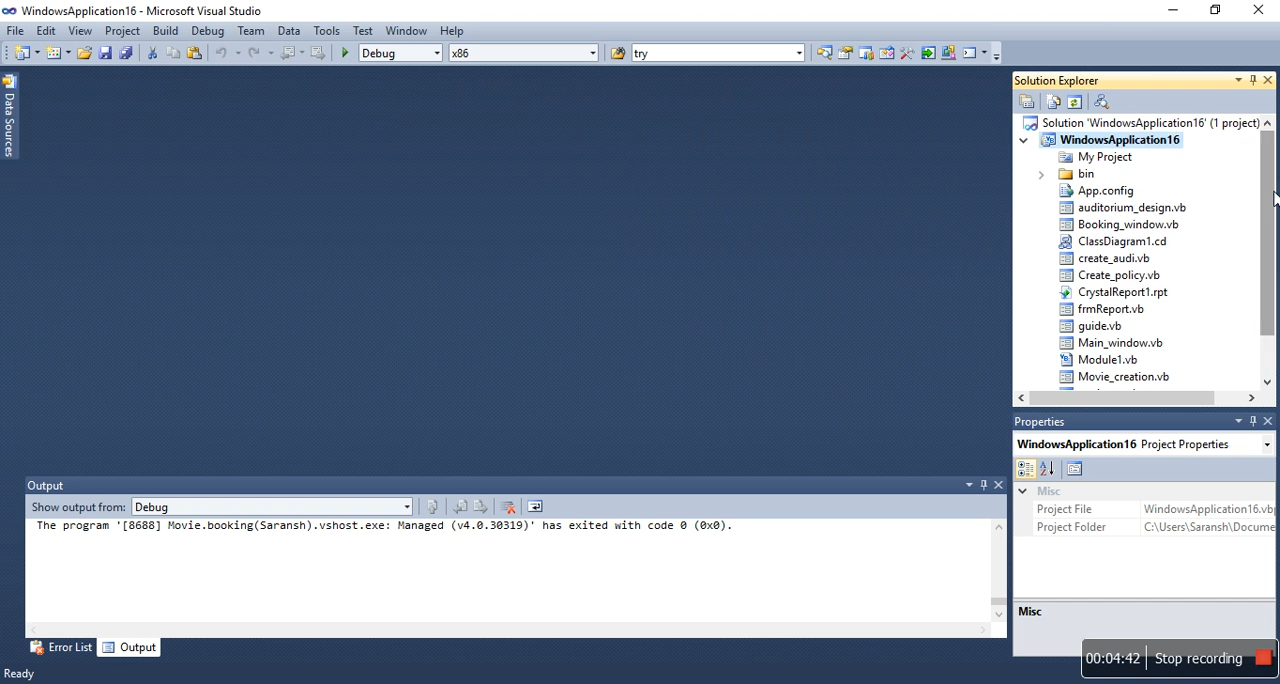 WindowsApplication16 - Microsoft Visual Studio
File Edit View Project Build Debug Team Data Tools Test Window Help
Debug x86 try
Data Sources
Solution Explorer
Solution 'WindowsApplication16' (1 project)
WindowsApplication16
My Project
bin
App.config
auditorium_design.vb
Booking_window.vb
ClassDiagram1.cd
create_audi.vb
Create_policy.vb
CrystalReport1.rpt
frmReport.vb
guide.vb
Main_window.vb
Module1.vb
Movie_creation.vb
Properties
WindowsApplication16 Project Properties
Misc
Project File WindowsApplication16.vb
Project Folder C:\Users\Saransh\Docume
Misc
Output
Show output from: Debug
The program '[8688] Movie.booking(Saransh).vshost.exe: Managed (v4.0.30319)' has exited with code 0 (0x0).
Error List Output
Ready
00:04:42 Stop recording